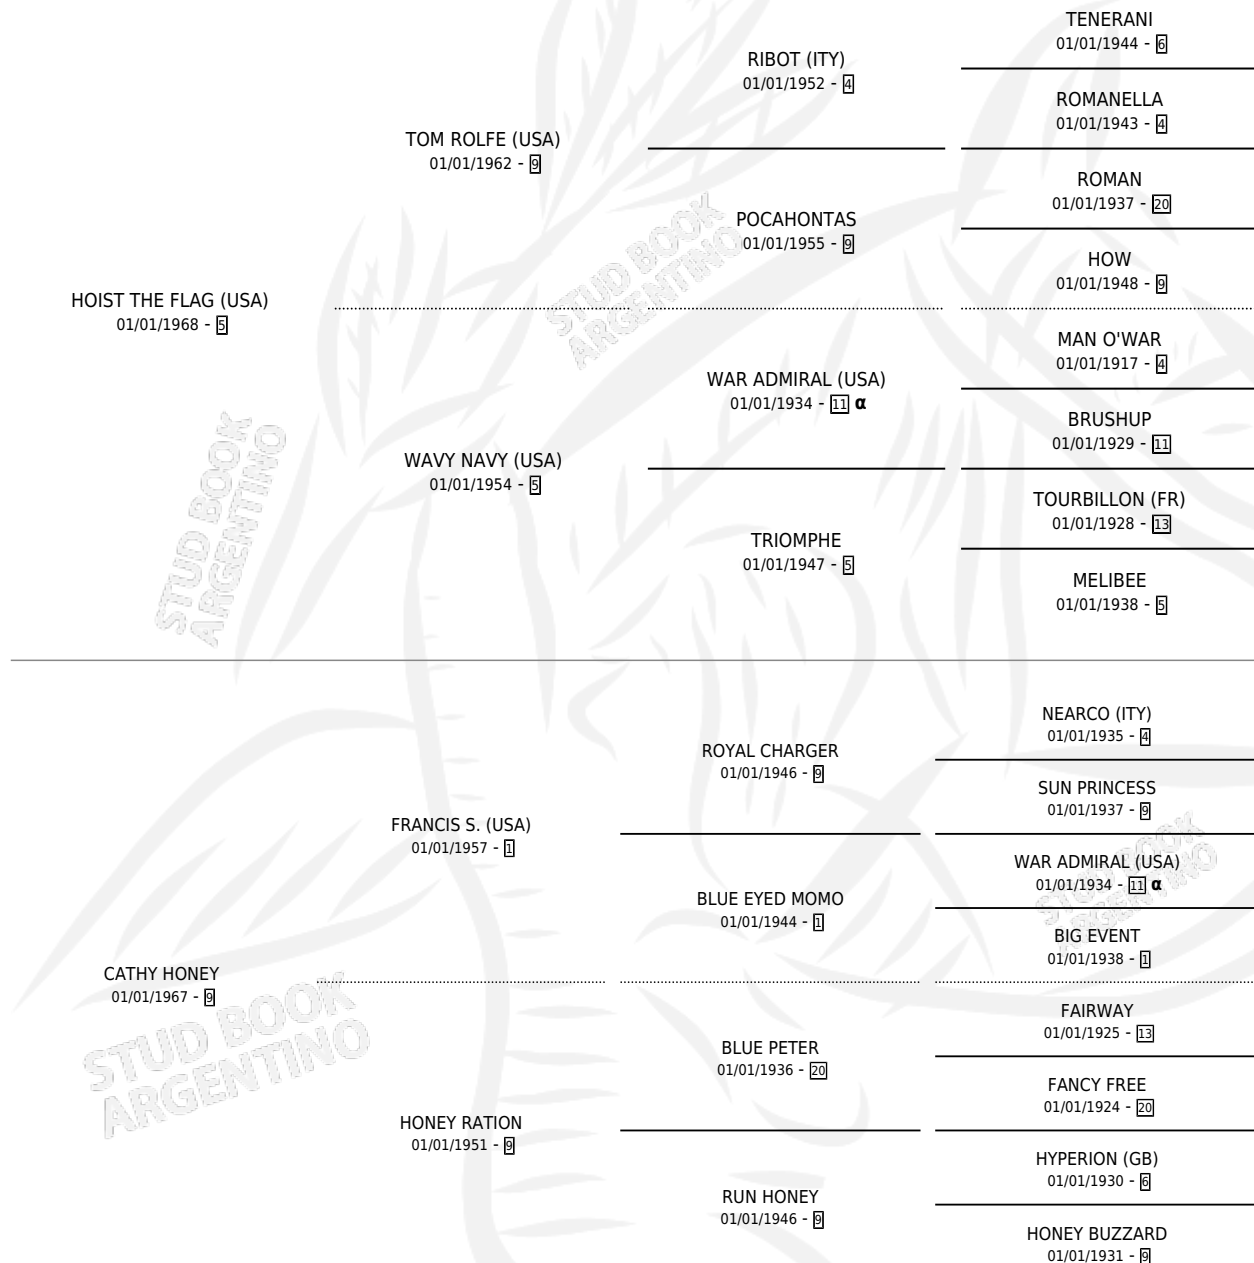 TENERANI
01/01/1944 - 6
RIBOT (ITY)
01/01/1952 - 4
ROMANELLA
01/01/1943 - 4
TOM ROLFE (USA)
01/01/1962 - 9
ROMAN
01/01/1937 - 20
POCAHONTAS
01/01/1955 - 9
HOW
01/01/1948 - 9
HOIST THE FLAG (USA)
01/01/1968 - 5
STUD BOOK
ARGENTINO
MAN O'WAR
01/01/1917 - 4
WAR ADMIRAL (USA)
01/01/1934 - 11 α
BRUSHUP
01/01/1929 - 11
WAVY NAVY (USA)
01/01/1954 - 5
TOURBILLON (FR)
01/01/1928 - 13
TRIOMPHE
01/01/1947 - 5
MELIBEE
01/01/1938 - 5
STUD BOOK
ARGENTINO
NEARCO (ITY)
01/01/1935 - 4
ROYAL CHARGER
01/01/1946 - 9
SUN PRINCESS
01/01/1937 - 9
FRANCIS S. (USA)
01/01/1957 - 1
WAR ADMIRAL (USA)
01/01/1934 - 11 α
STUD BOOK
ARGENTINO
BLUE EYED MOMO
01/01/1944 - 1
BIG EVENT
01/01/1938 - 1
CATHY HONEY
01/01/1967 - 9
STUD BOOK
ARGENTINO
FAIRWAY
01/01/1925 - 13
BLUE PETER
01/01/1936 - 20
FANCY FREE
01/01/1924 - 20
HONEY RATION
01/01/1951 - 9
HYPERION (GB)
01/01/1930 - 6
RUN HONEY
01/01/1946 - 9
HONEY BUZZARD
01/01/1931 - 9